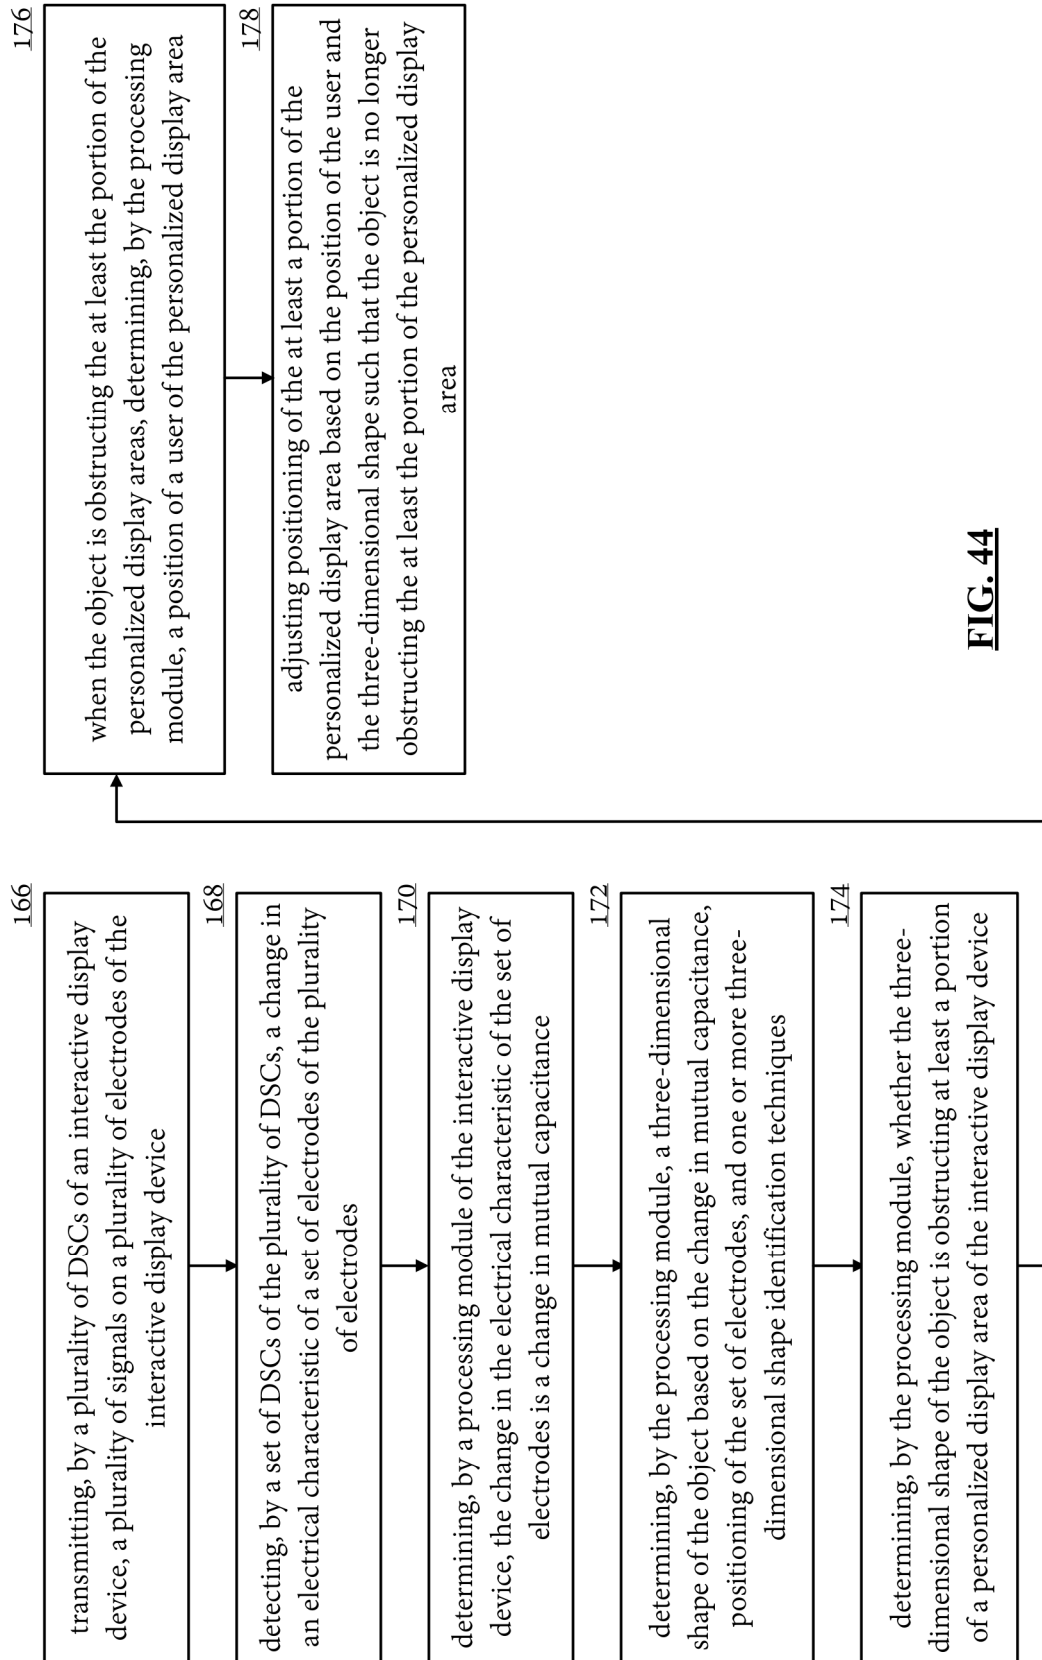 166
transmitting, by a plurality of DSCs of an interactive display
device, a plurality of signals on a plurality of electrodes of the
interactive display device
168
detecting, by a set of DSCs of the plurality of DSCs, a change in
an electrical characteristic of a set of electrodes of the plurality
of electrodes
170
determining, by a processing module of the interactive display
device, the change in the electrical characteristic of the set of
electrodes is a change in mutual capacitance
172
determining, by the processing module, a three-dimensional
shape of the object based on the change in mutual capacitance,
positioning of the set of electrodes, and one or more three-
dimensional shape identification techniques
174
determining, by the processing module, whether the three-
dimensional shape of the object is obstructing at least a portion
of a personalized display area of the interactive display device
176
when the object is obstructing the at least the portion of the
personalized display areas, determining, by the processing
module, a position of a user of the personalized display area
178
adjusting positioning of the at least a portion of the
personalized display area based on the position of the user and
the three-dimensional shape such that the object is no longer
obstructing the at least the portion of the personalized display
area
FIG. 44